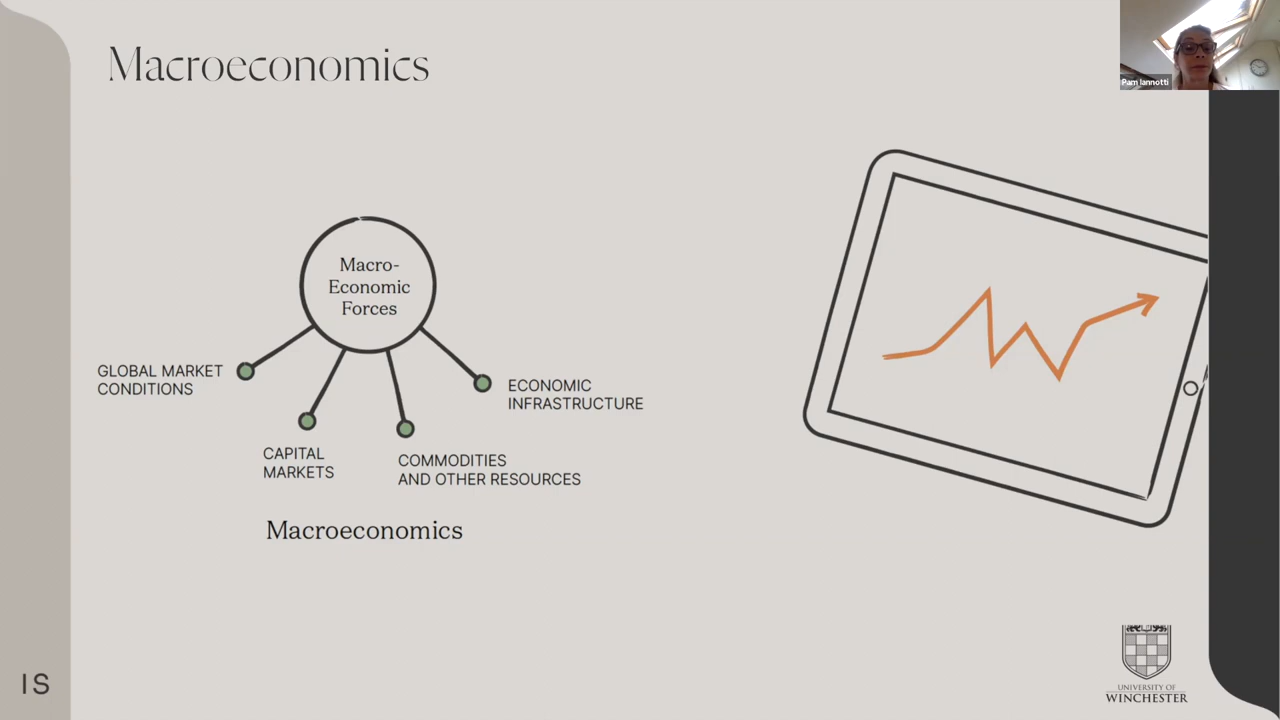 Macroeconomics
Pam Iannotti
Macro-
Economic
Forces
GLOBAL MARKET
CONDITIONS
ECONOMIC
INFRASTRUCTURE
CAPITAL
MARKETS
COMMODITIES
AND OTHER RESOURCES
Macroeconomics
IS
UNIVERSITY OF
WINCHESTER